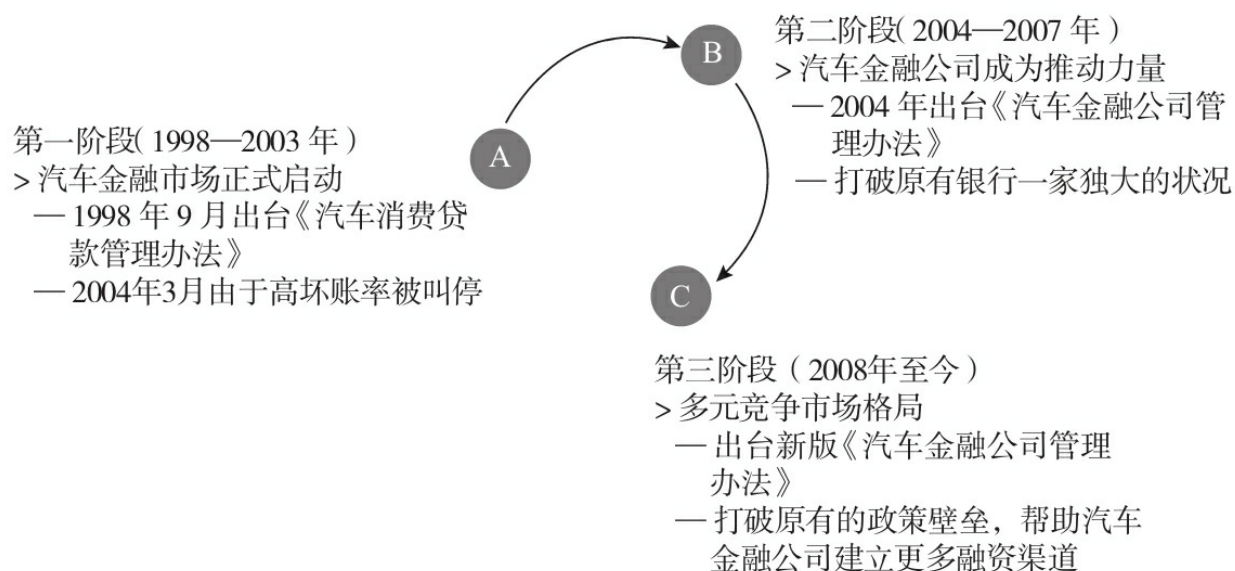 第一阶段（1998—2003 年）
> 汽车金融市场正式启动
— 1998 年 9 月出台《汽车消费贷
款管理办法》
— 2004年3月由于高坏账率被叫停
A
B
第二阶段（2004—2007 年）
> 汽车金融公司成为推动力量
— 2004 年出台《汽车金融公司管
理办法》
— 打破原有银行一家独大的状况
C
第三阶段（2008年至今）
> 多元竞争市场格局
— 出台新版《汽车金融公司管理
办法》
— 打破原有的政策壁垒，帮助汽车
金融公司建立更多融资渠道